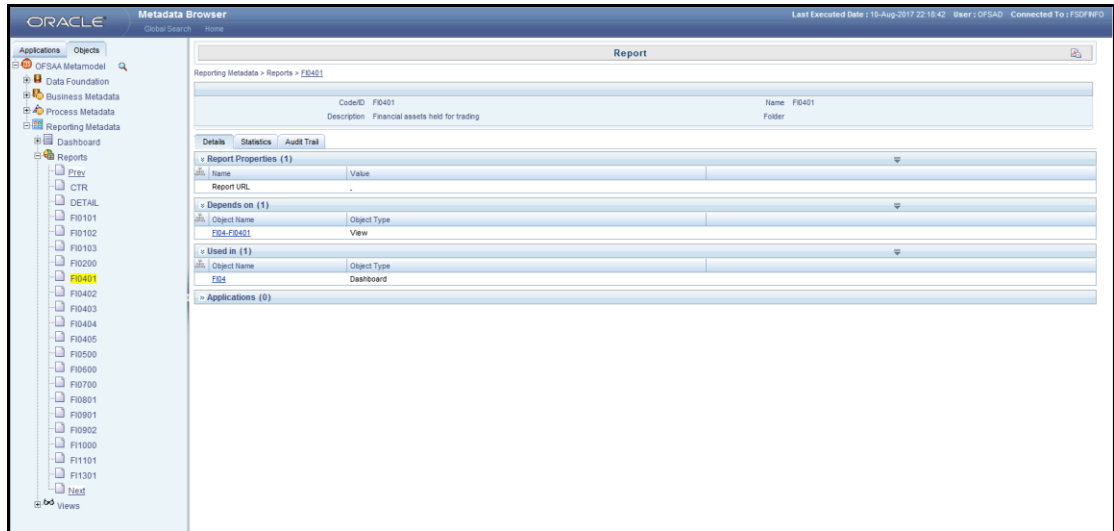 ORACLE
Metadata Browser
Global Search Home
Last Executed Date : 10-Aug-2017 22:18:42 User : OFSAD Connected To : FSDFINFO
Applications Objects
OFSAA Metamodel
Data Foundation
Business Metadata
Process Metadata
Reporting Metadata
Dashboard
Reports
Prev
CTR
DETAIL
FI0101
FI0102
FI0103
FI0200
FI0401
FI0402
FI0403
FI0404
FI0405
FI0500
FI0600
FI0700
FI0801
FI0901
FI0902
FI1000
FI1101
FI1301
Next
Views
Report
Reporting Metadata > Reports > FI0401
Code/ID FI0401 Name FI0401
Description Financial assets held for trading Folder
Details Statistics Audit Trail
Report Properties (1)
Name Value
Report URL .
Depends on (1)
Object Name Object Type
FI04-FI0401 View
Used in (1)
Object Name Object Type
FI04 Dashboard
Applications (0)